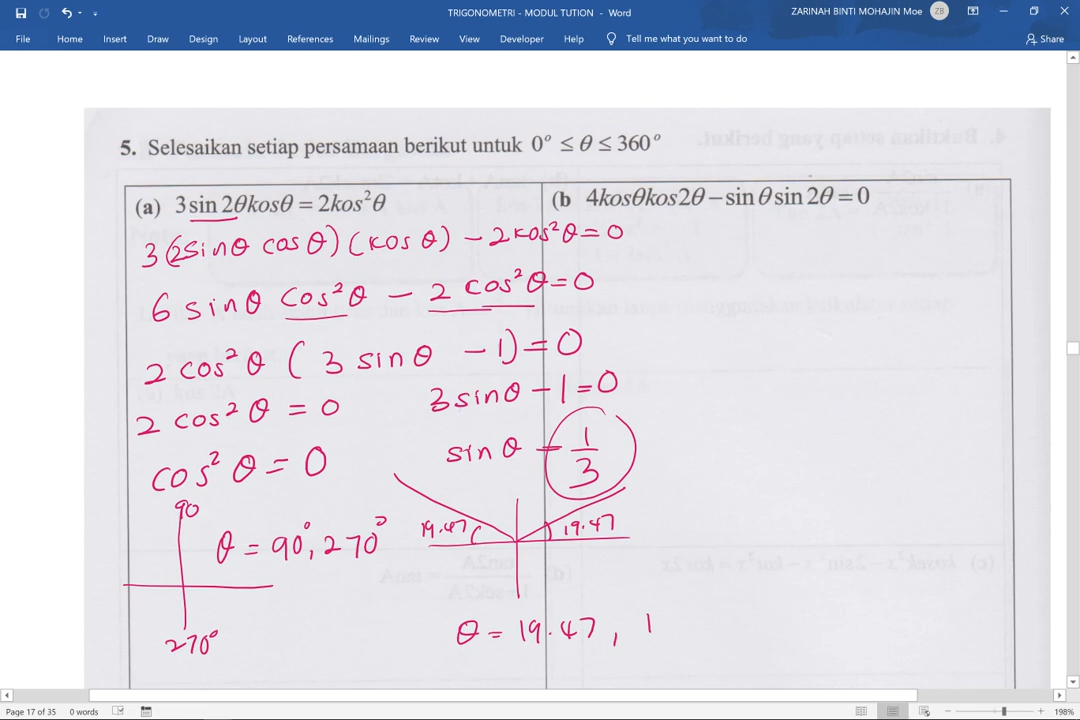 TRIGONOMETRI - MODUL TUTION - Word
ZARINAH BINTI MOHAJIN Moe ZB
File Home Insert Draw Design Layout References Mailings Review View Developer Help Tell me what you want to do Share
5. Selesaikan setiap persamaan berikut untuk 0° ≤ θ ≤ 360°
(a) 3 sin 2θkosθ = 2kos²θ
(b 4kosθkos2θ – sin θ sin 2θ = 0
3(2sinθ cosθ)(kosθ) – 2kos²θ = 0
6 sinθ cos²θ – 2 cos²θ = 0
2 cos²θ ( 3 sin θ – 1) = 0
2 cos²θ = 0
3 sinθ – 1 = 0
cos²θ = 0
sin θ = 1/3
90
θ = 90°, 270°
270°
19.47
19.47
θ = 19.47, 1
Page 17 of 35 0 words 198%